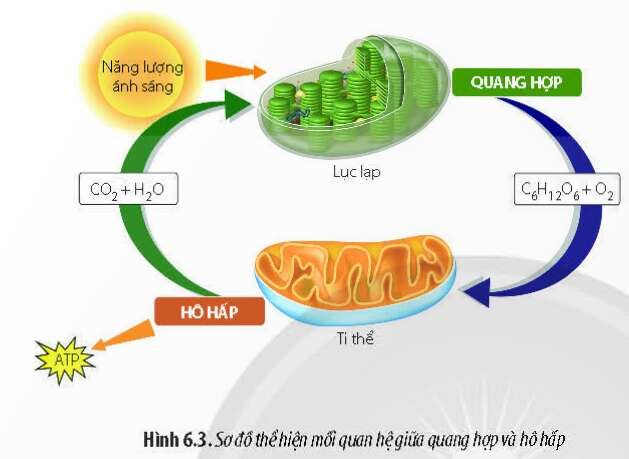 Năng lượng
ánh sáng
QUANG HỢP
Lục lạp
CO₂ + H₂O
C₆H₁₂O₆ + O₂
HÔ HẤP
Ti thể
ATP
Hình 6.3. Sơ đồ thể hiện mối quan hệ giữa quang hợp và hô hấp